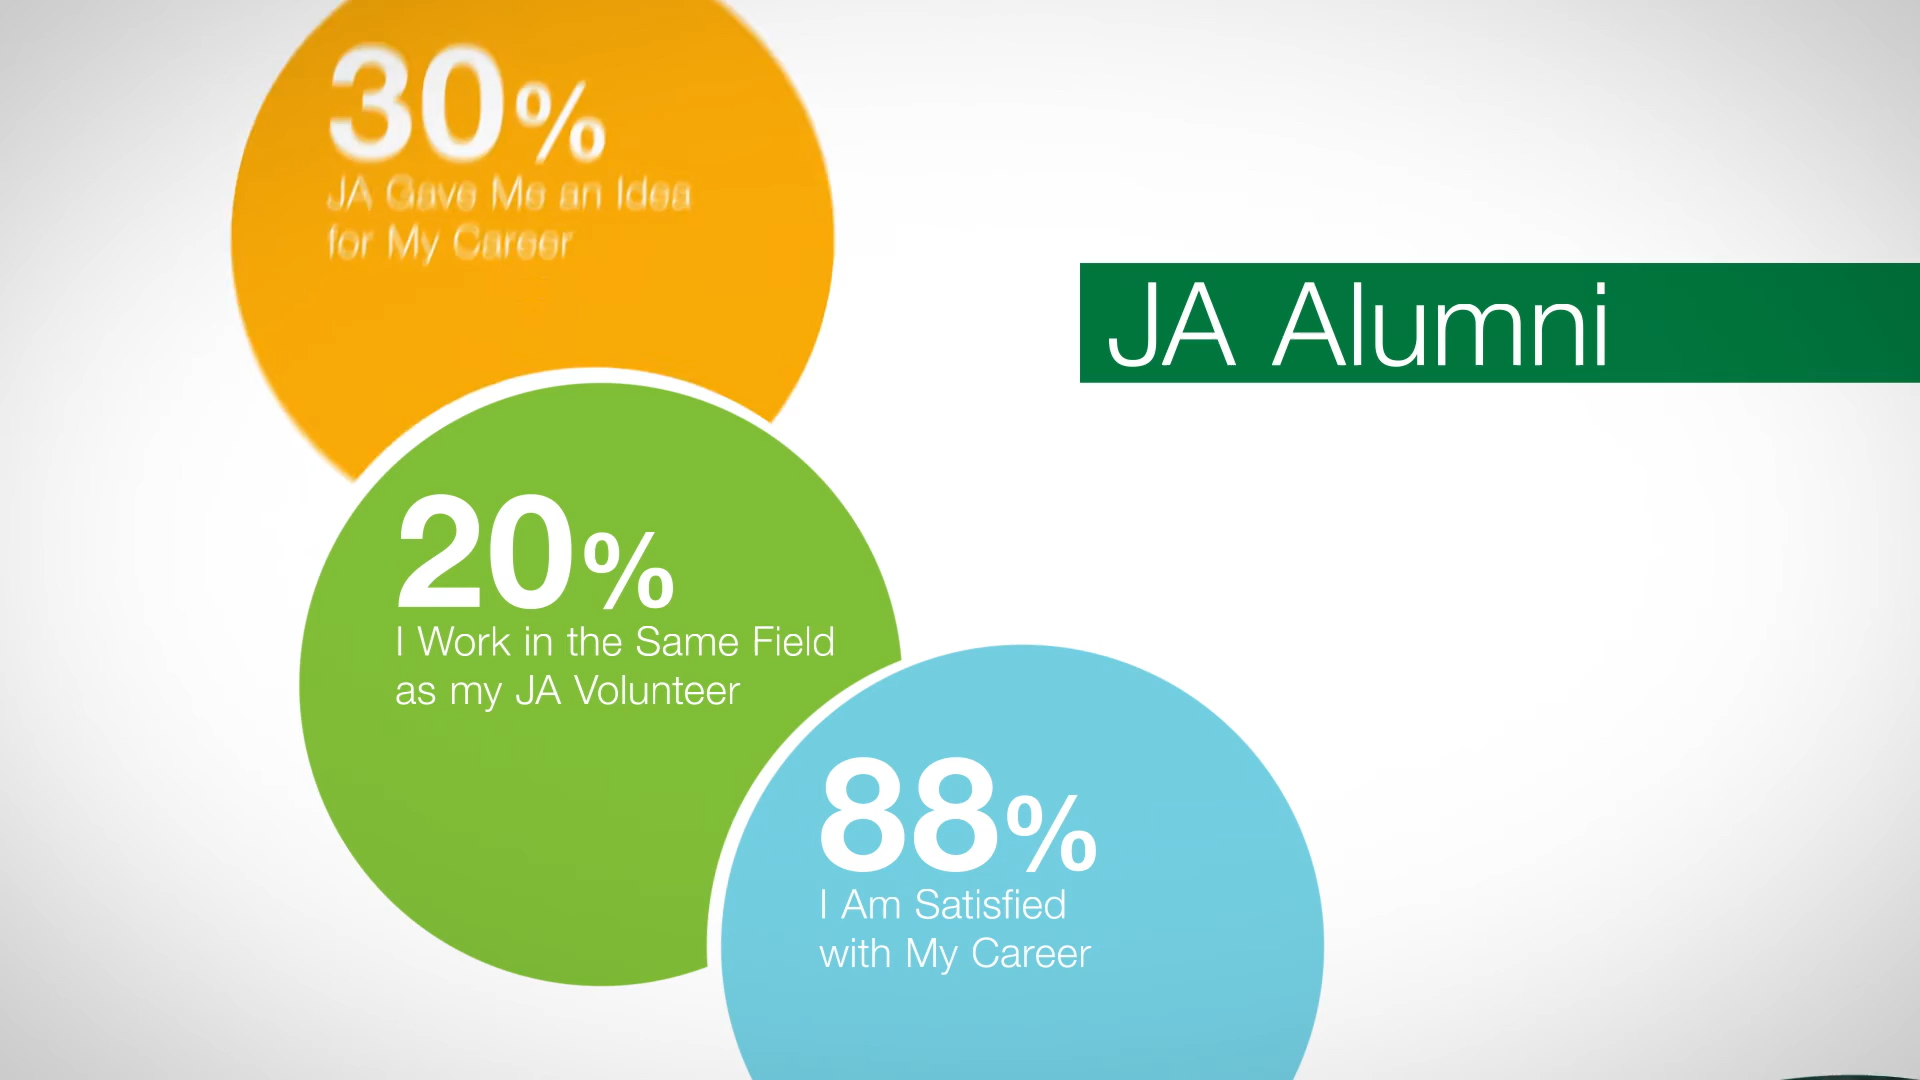 30%
JA Gave Me an Idea
for My Career
JA Alumni
20%
I Work in the Same Field
as my JA Volunteer
88%
I Am Satisfied
with My Career